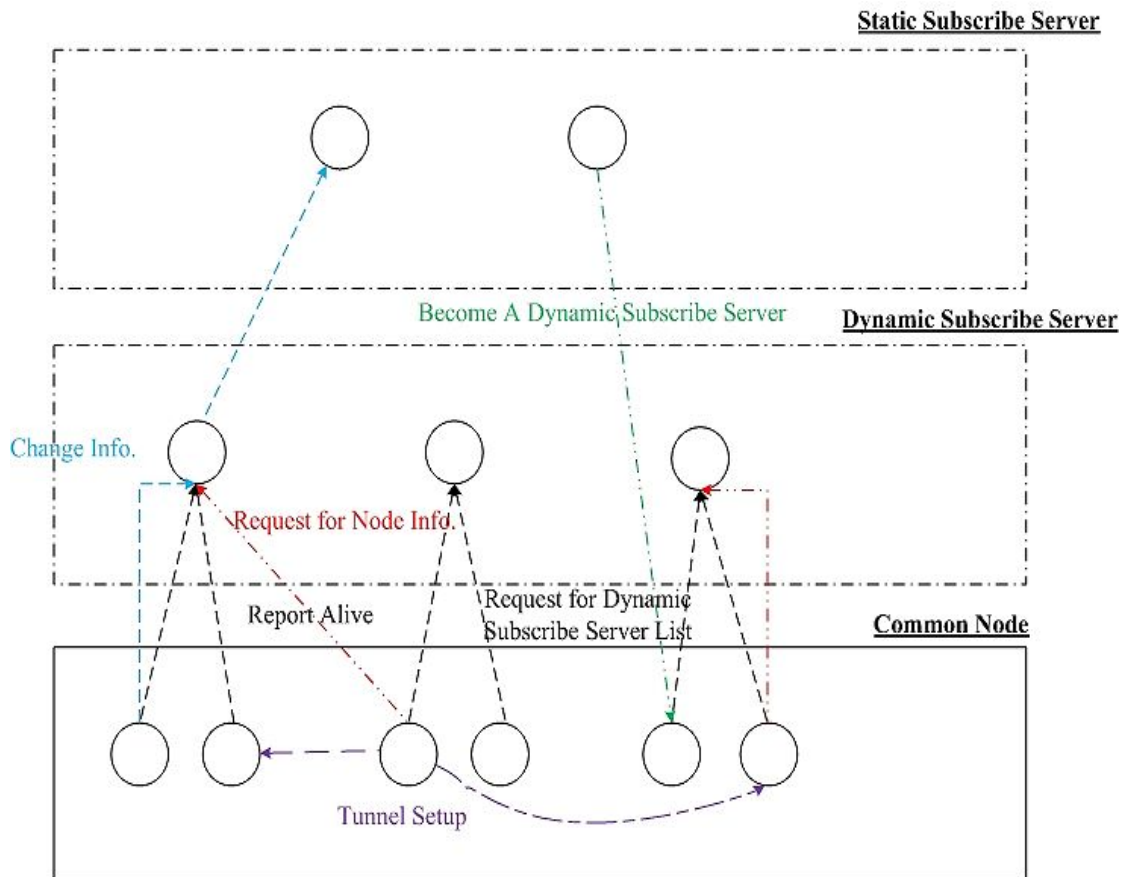 Static Subscribe Server
Become A Dynamic Subscribe Server
Dynamic Subscribe Server
Change Info.
Request for Node Info.
Report Alive
Request for Dynamic
Subscribe Server List
Common Node
Tunnel Setup